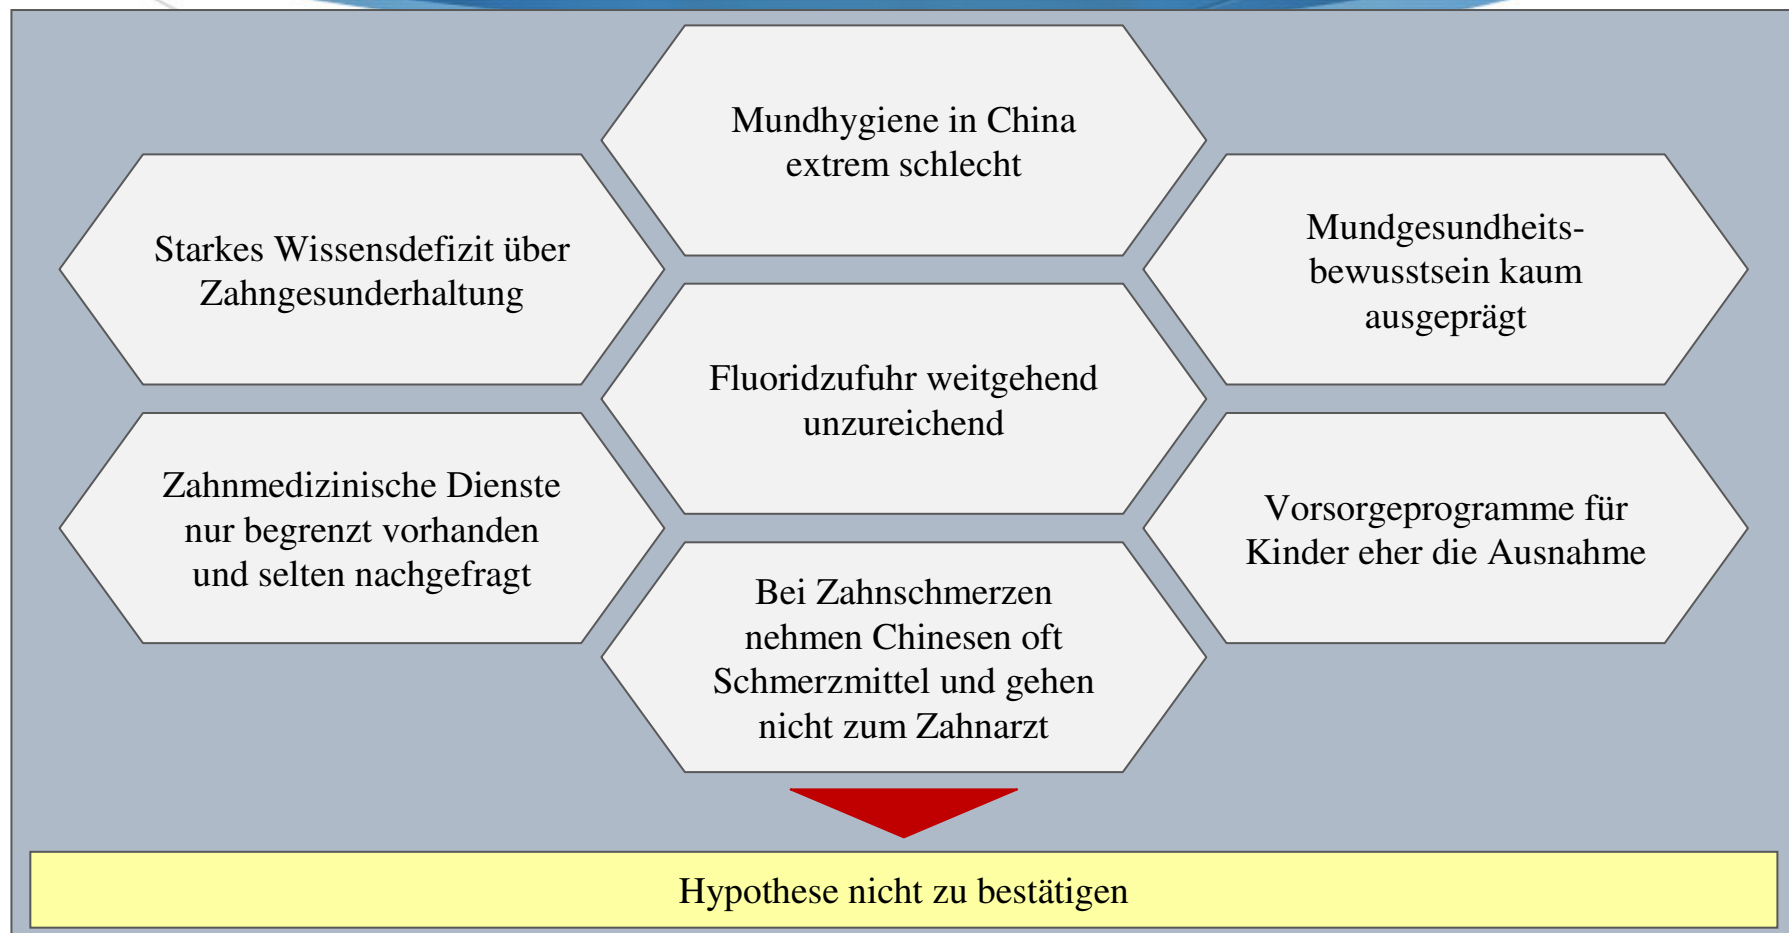 Mundhygiene in China
extrem schlecht
Starkes Wissensdefizit über
Zahngesunderhaltung
Mundgesundheits-
bewusstsein kaum
ausgeprägt
Fluoridzufuhr weitgehend
unzureichend
Zahnmedizinische Dienste
nur begrenzt vorhanden
und selten nachgefragt
Vorsorgeprogramme für
Kinder eher die Ausnahme
Bei Zahnschmerzen
nehmen Chinesen oft
Schmerzmittel und gehen
nicht zum Zahnarzt
Hypothese nicht zu bestätigen